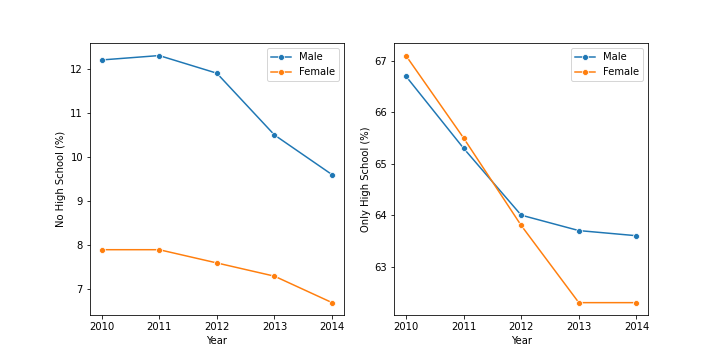 No High School (%)
12
11
10
9
8
7
2010 2011 2012 2013 2014
Year
Male
Female
Only High School (%)
67
66
65
64
63
2010 2011 2012 2013 2014
Year
Male
Female